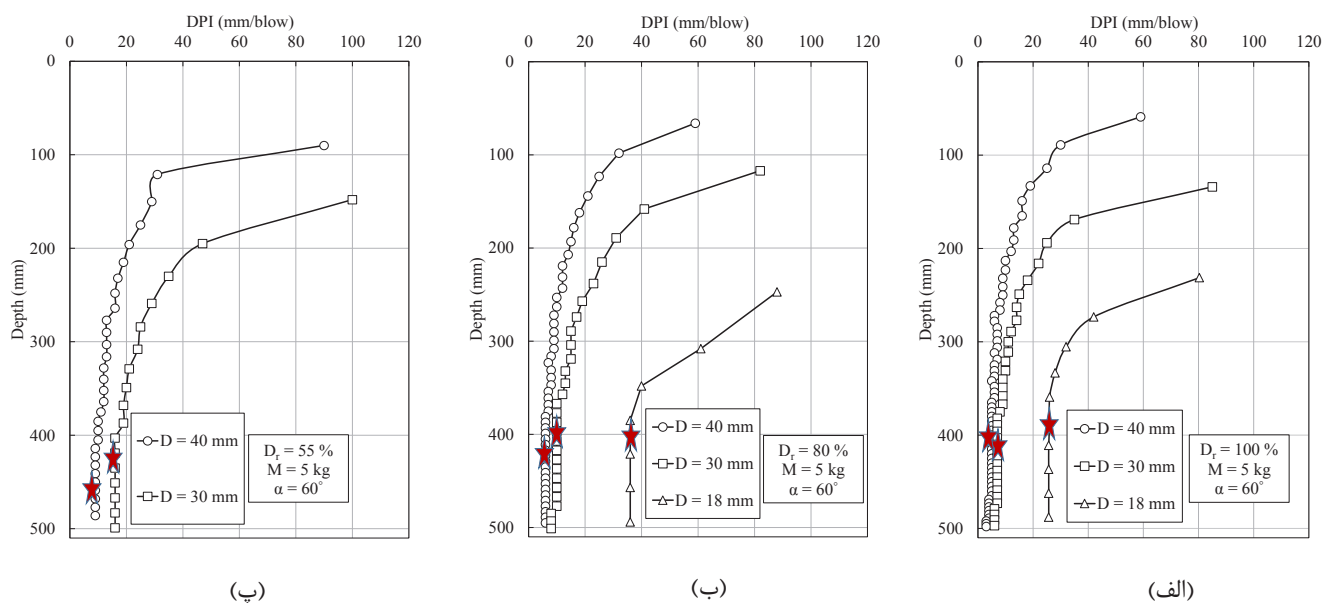 DPI (mm/blow)
0 20 40 60 80 100 120
0
100
200
300
400
500
Depth (mm)
D = 40 mm
D = 30 mm
Dr = 55 %
M = 5 kg
α = 60°
(پ)
DPI (mm/blow)
0 20 40 60 80 100 120
0
100
200
300
400
500
Depth (mm)
D = 40 mm
D = 30 mm
D = 18 mm
Dr = 80 %
M = 5 kg
α = 60°
(ب)
DPI (mm/blow)
0 20 40 60 80 100 120
0
100
200
300
400
500
Depth (mm)
D = 40 mm
D = 30 mm
D = 18 mm
Dr = 100 %
M = 5 kg
α = 60°
(الف)